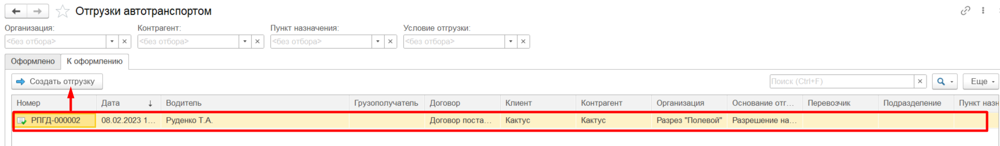 Отгрузки автотранспортом
Организация: Контрагент: Пункт назначения: Условие отгрузки:
<без отбора> <без отбора> <без отбора> <без отбора>
Оформлено К оформлению
Создать отгрузку Поиск (Ctrl+F) Еще
Номер Дата Водитель Грузополучатель Договор Клиент Контрагент Организация Основание отг... Перевозчик Подразделение Пункт назн
РПГД-000002 08.02.2023 1... Руденко Т.А. Договор поста... Кактус Кактус Разрез "Полевой" Разрешение на...